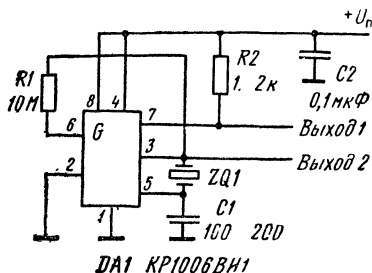 +Uп
R1
10М
8
4
R2
1. 2к
C2
0,1мкФ
6
G
7
Выход 1
3
Выход 2
2
ZQ1
5
C1
100 200
1
DA1 КР1006ВИ1